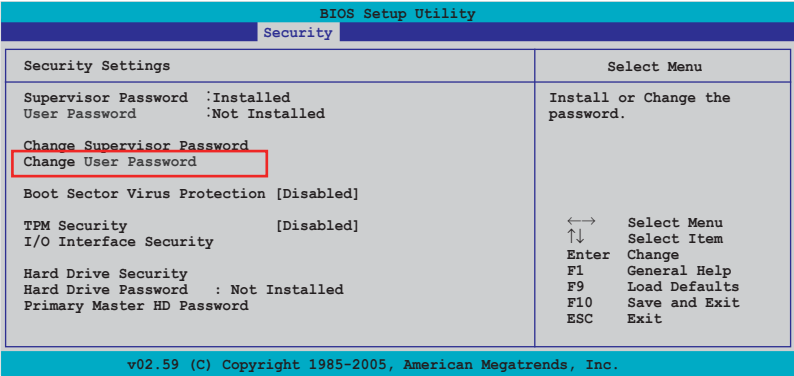 BIOS Setup Utility
Security
Security Settings
Select Menu
Supervisor Password :Installed
User Password :Not Installed
Change Supervisor Password
Change User Password
Boot Sector Virus Protection [Disabled]
TPM Security [Disabled]
I/O Interface Security
Hard Drive Security
Hard Drive Password : Not Installed
Primary Master HD Password
Install or Change the
password.
←→ Select Menu
↑↓ Select Item
Enter Change
F1 General Help
F9 Load Defaults
F10 Save and Exit
ESC Exit
v02.59 (C) Copyright 1985-2005, American Megatrends, Inc.